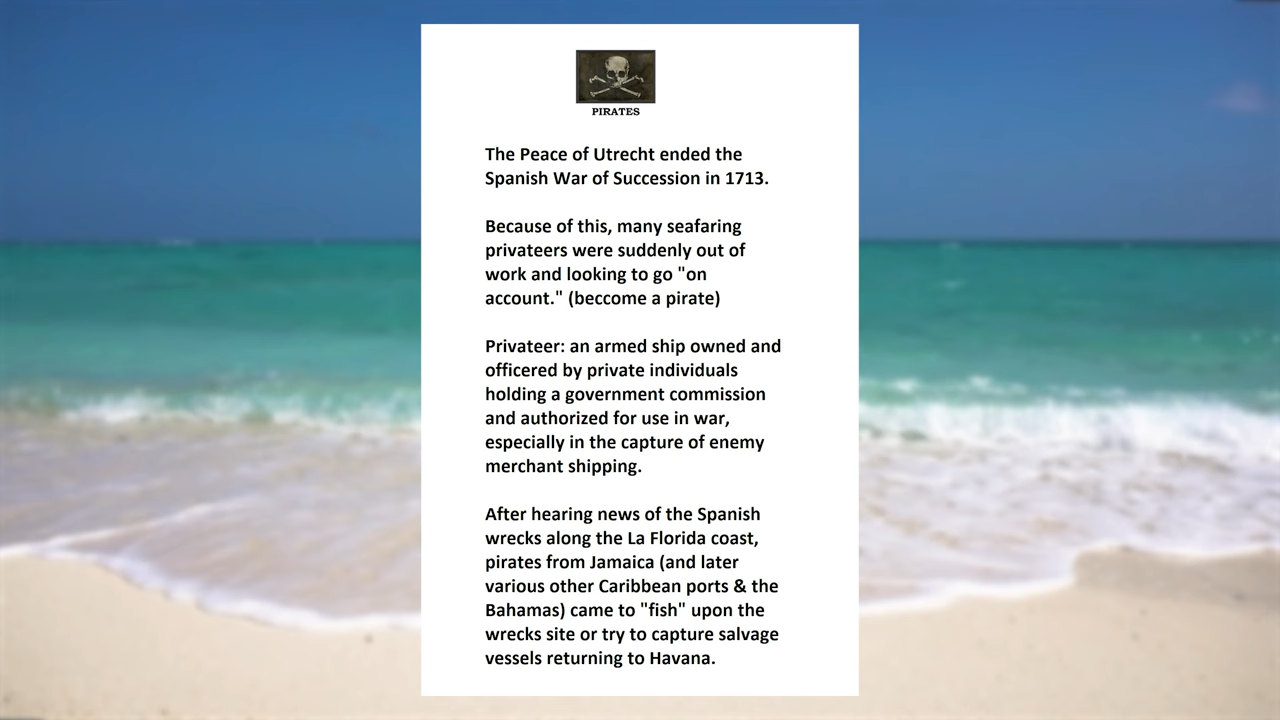 PIRATES
The Peace of Utrecht ended the
Spanish War of Succession in 1713.
Because of this, many seafaring
privateers were suddenly out of
work and looking to go "on
account." (beccome a pirate)
Privateer: an armed ship owned and
officered by private individuals
holding a government commission
and authorized for use in war,
especially in the capture of enemy
merchant shipping.
After hearing news of the Spanish
wrecks along the La Florida coast,
pirates from Jamaica (and later
various other Caribbean ports & the
Bahamas) came to "fish" upon the
wrecks site or try to capture salvage
vessels returning to Havana.